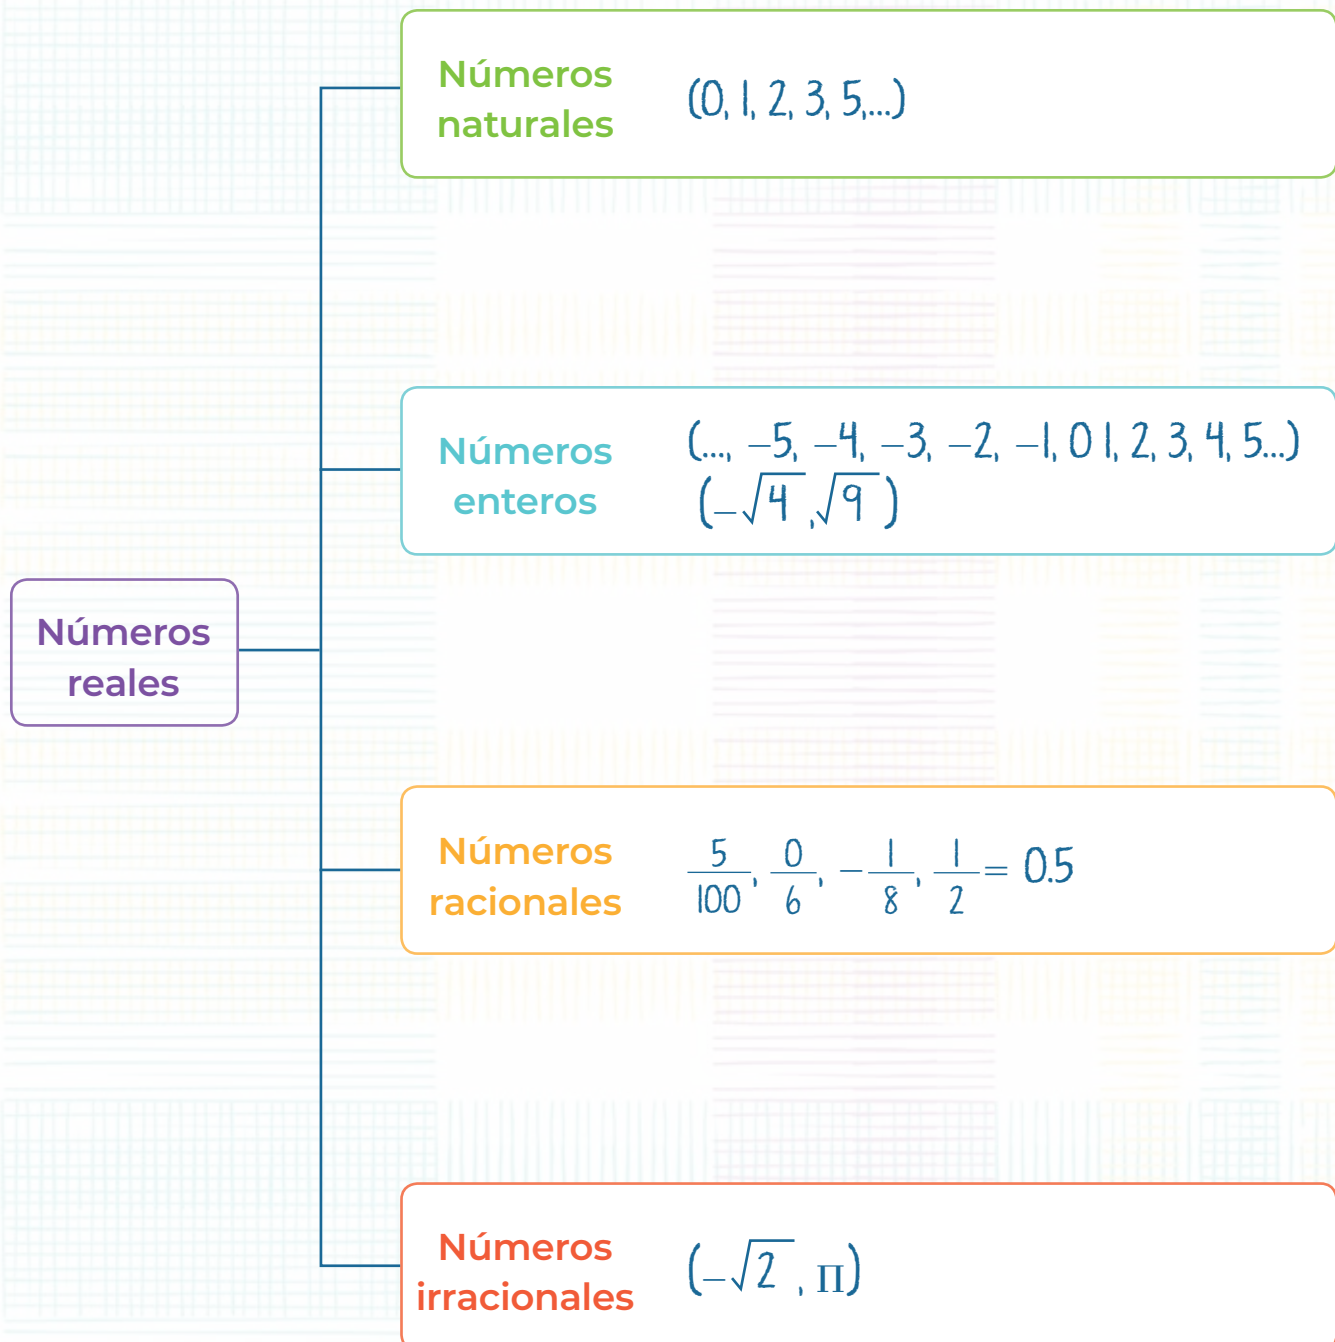 Números
naturales
(0, 1, 2, 3, 5,...)
Números
enteros
(..., −5, −4, −3, −2, −1, 0 1, 2, 3, 4, 5...)
(−√4 ,√9 )
Números
reales
Números
racionales
5/100, 0/6, −1/8, 1/2 = 0.5
Números
irracionales
(−√2 , Π)